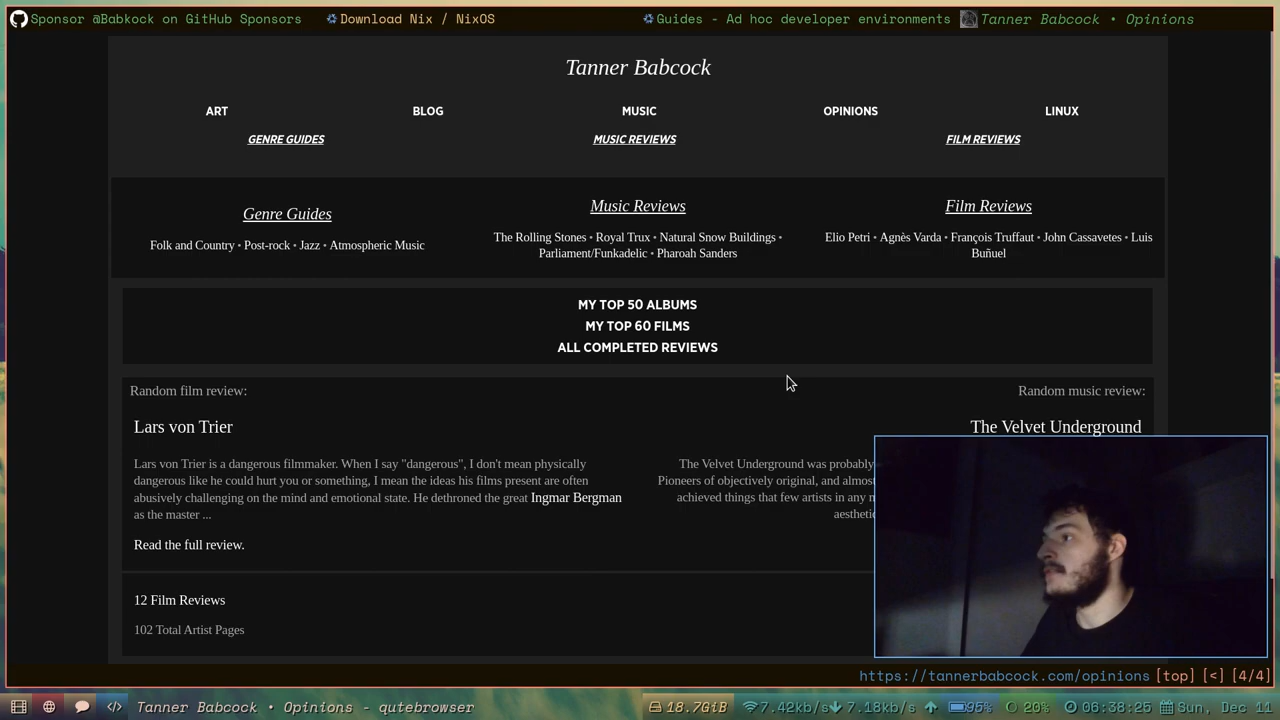 Sponsor @Babkock on GitHub Sponsors Download Nix / NixOS Guides - Ad hoc developer environments Tanner Babcock • Opinions
Tanner Babcock
ART BLOG MUSIC OPINIONS LINUX
GENRE GUIDES MUSIC REVIEWS FILM REVIEWS
Genre Guides
Folk and Country • Post-rock • Jazz • Atmospheric Music
Music Reviews
The Rolling Stones • Royal Trux • Natural Snow Buildings •
Parliament/Funkadelic • Pharoah Sanders
Film Reviews
Elio Petri • Agnès Varda • François Truffaut • John Cassavetes • Luis
Buñuel
MY TOP 50 ALBUMS
MY TOP 60 FILMS
ALL COMPLETED REVIEWS
Random film review:
Lars von Trier
Lars von Trier is a dangerous filmmaker. When I say "dangerous", I don't mean physically
dangerous like he could hurt you or something, I mean the ideas his films present are often
abusively challenging on the mind and emotional state. He dethroned the great Ingmar Bergman
as the master ...
Read the full review.
Random music review:
The Velvet Underground
The Velvet Underground was probably
Pioneers of objectively original, and almost
achieved things that few artists in any m
aesthetic
12 Film Reviews
102 Total Artist Pages
https://tannerbabcock.com/opinions [top] [<] [4/4]
Tanner Babcock • Opinions - qutebrowser 18.7GiB 7.42kb/s 7.18kb/s 95% 20% 06:38:25 Sun, Dec 11